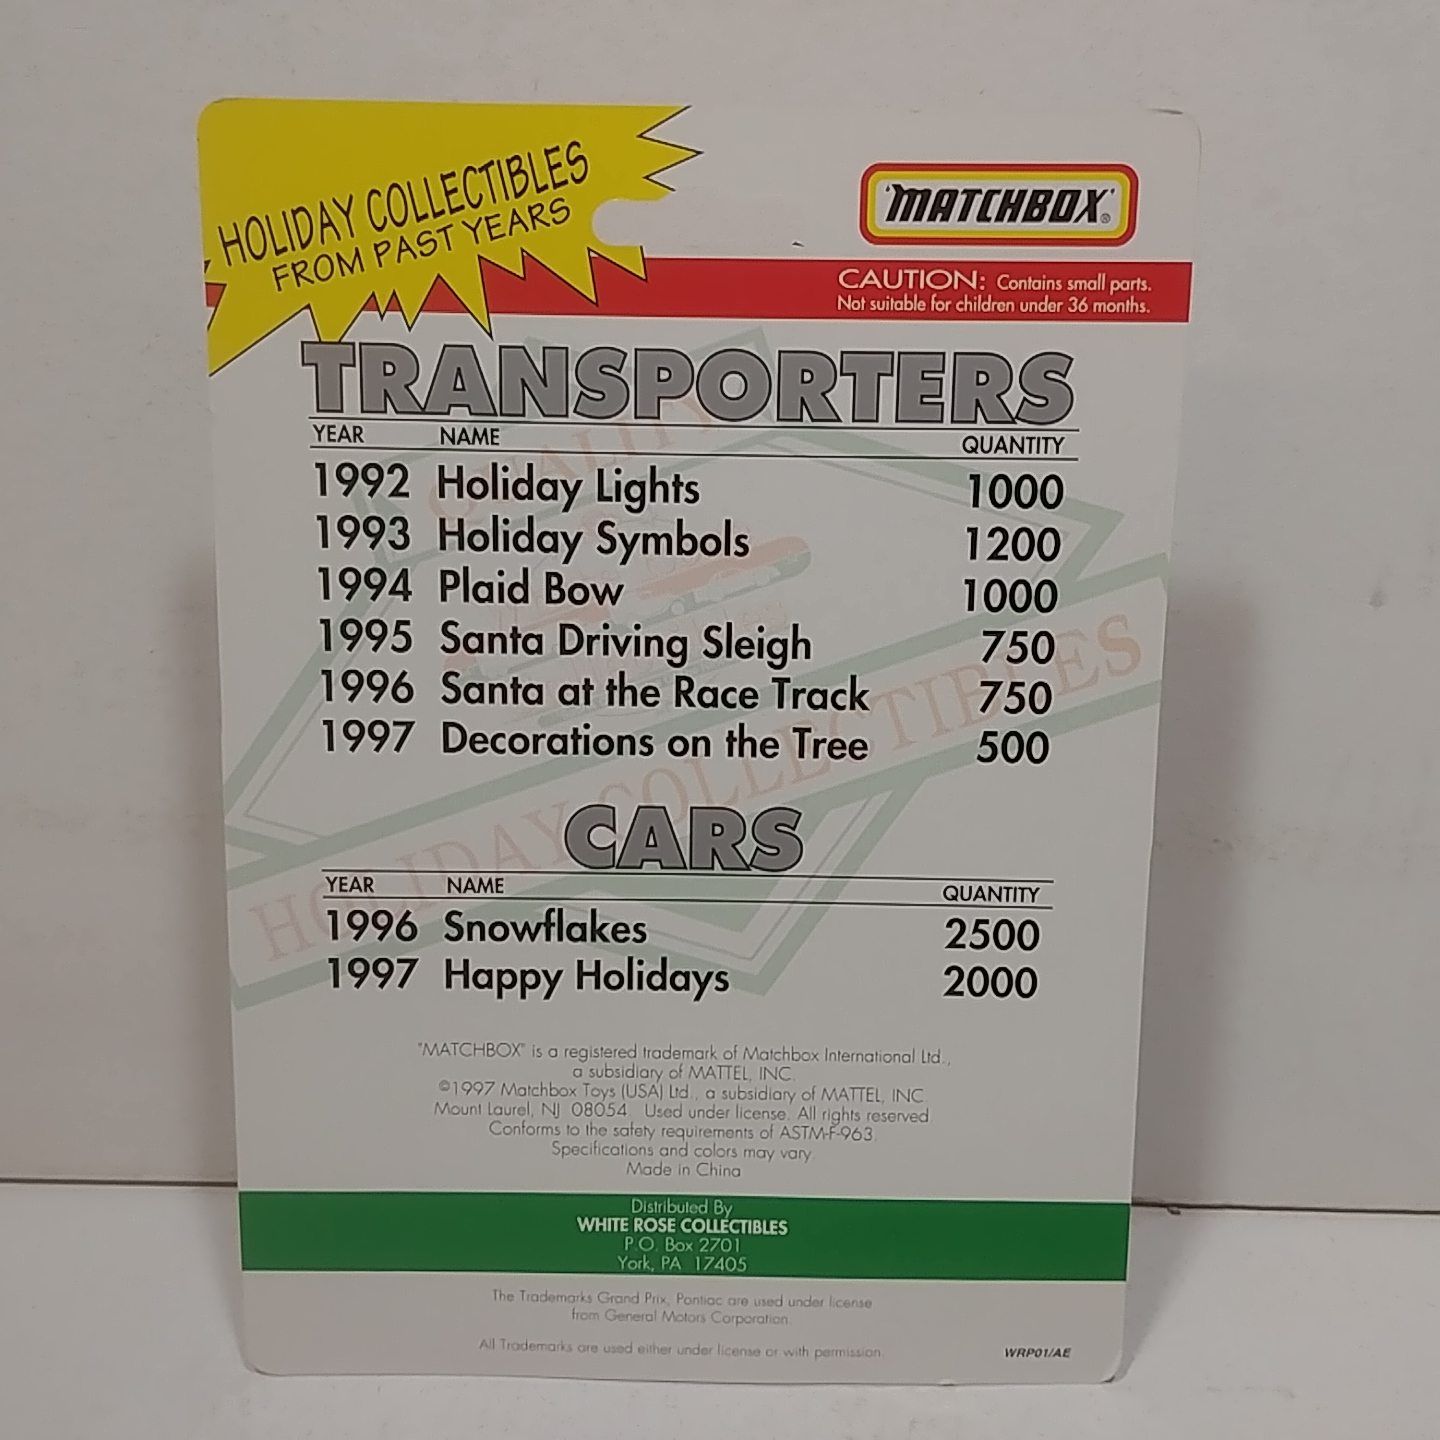 HOLIDAY COLLECTIBLES
FROM PAST YEARS
'MATCHBOX'®
CAUTION: Contains small parts.
Not suitable for children under 36 months.
TRANSPORTERS
YEAR NAME QUANTITY
1992 Holiday Lights 1000
1993 Holiday Symbols 1200
1994 Plaid Bow 1000
1995 Santa Driving Sleigh 750
1996 Santa at the Race Track 750
1997 Decorations on the Tree 500
QUALITY
HOLIDAY COLLECTIBLES
CARS
YEAR NAME QUANTITY
1996 Snowflakes 2500
1997 Happy Holidays 2000
"MATCHBOX" is a registered trademark of Matchbox International Ltd.,
a subsidiary of MATTEL, INC.
©1997 Matchbox Toys (USA) Ltd., a subsidiary of MATTEL, INC.
Mount Laurel, NJ 08054. Used under license. All rights reserved.
Conforms to the safety requirements of ASTM-F-963.
Specifications and colors may vary.
Made in China
Distributed By
WHITE ROSE COLLECTIBLES
P.O. Box 2701
York, PA 17405
The Trademarks Grand Prix, Pontiac are used under license
from General Motors Corporation.
All Trademarks are used either under license or with permission.
WRP01/AE